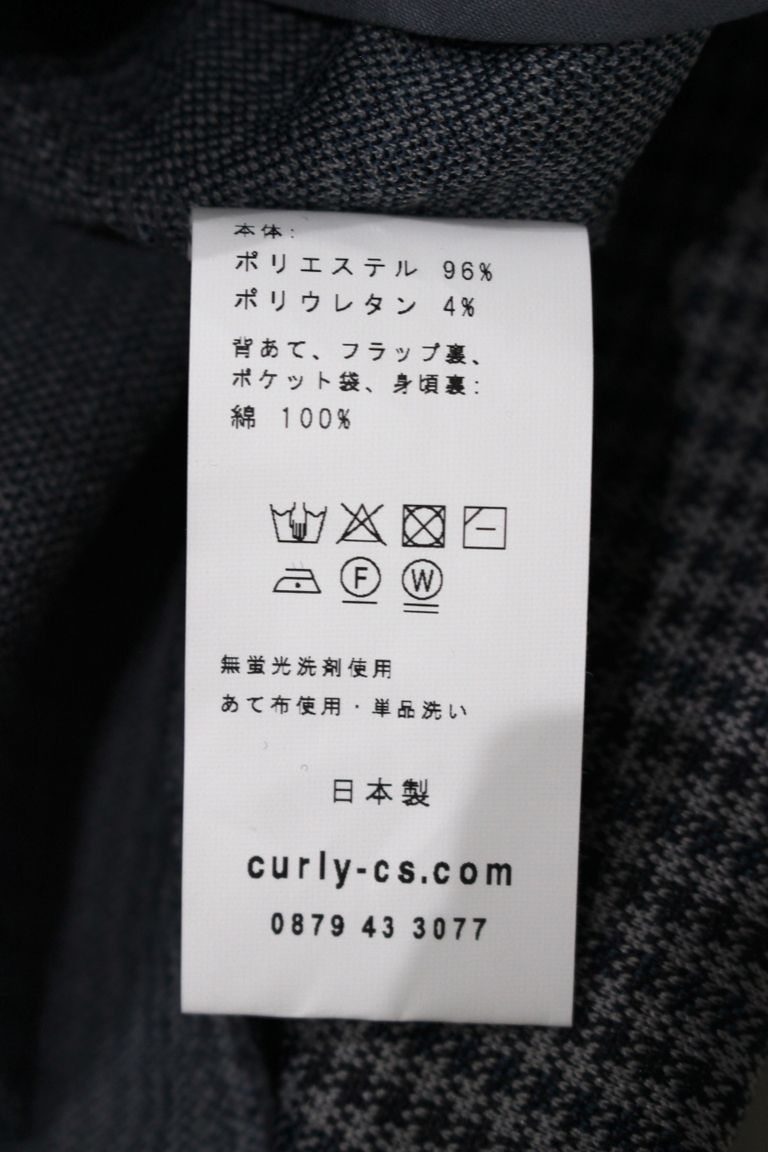 本体:
ポリエステル 96%
ポリウレタン 4%
背あて、フラップ裏、
ポケット袋、身頃裏:
綿 100%
F W
無蛍光洗剤使用
あて布使用・単品洗い
日本製
curly-cs.com
0879 43 3077